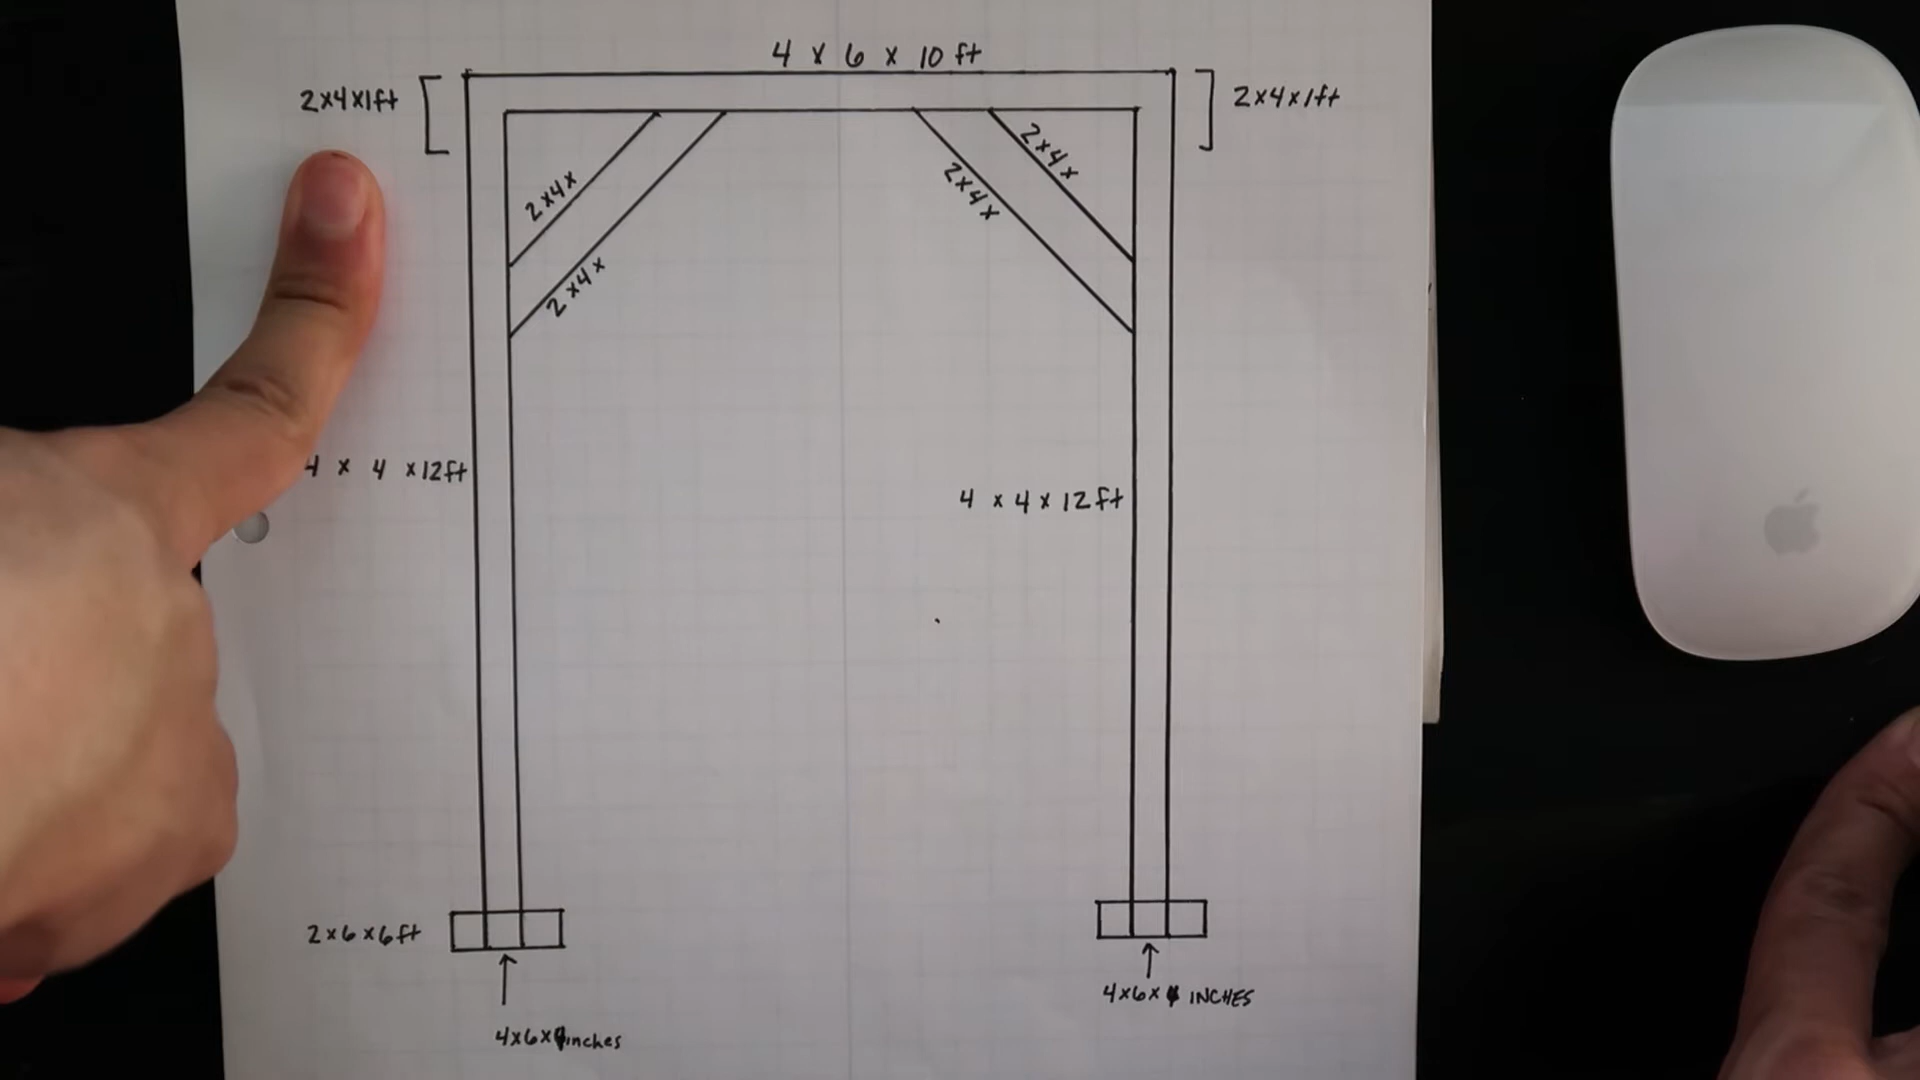 4 x 6 x 10 ft
2x4x1ft
2x4x1ft
2x4x
2x4x
2x4x
2x4x
4 x 4 x12ft
4 x 4 x 12ft
2x6x6ft
4x6x inches
4x6x INCHES